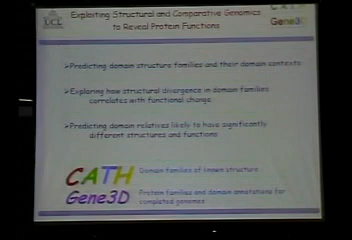 Exploiting Structural and Comparative Genomics
to Reveal Protein Functions
UCL
Gene3D
➢Predicting domain structure families and their domain contexts
➢Exploring how structural divergence in domain families
correlates with functional change
➢Predicting domain relatives likely to have significantly
different structures and functions
CATH
Domain families of known structure
Gene3D
Protein families and domain annotations for
completed genomes